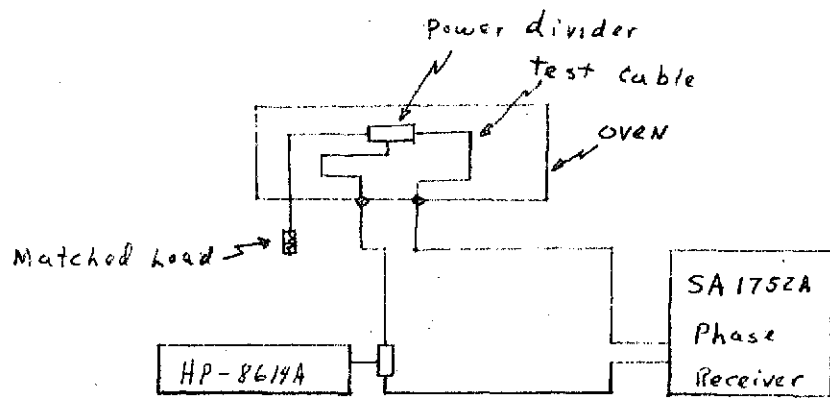 power divider
test cable
OVEN
Matched Load
SA 1752A
Phase
Receiver
HP-8614A